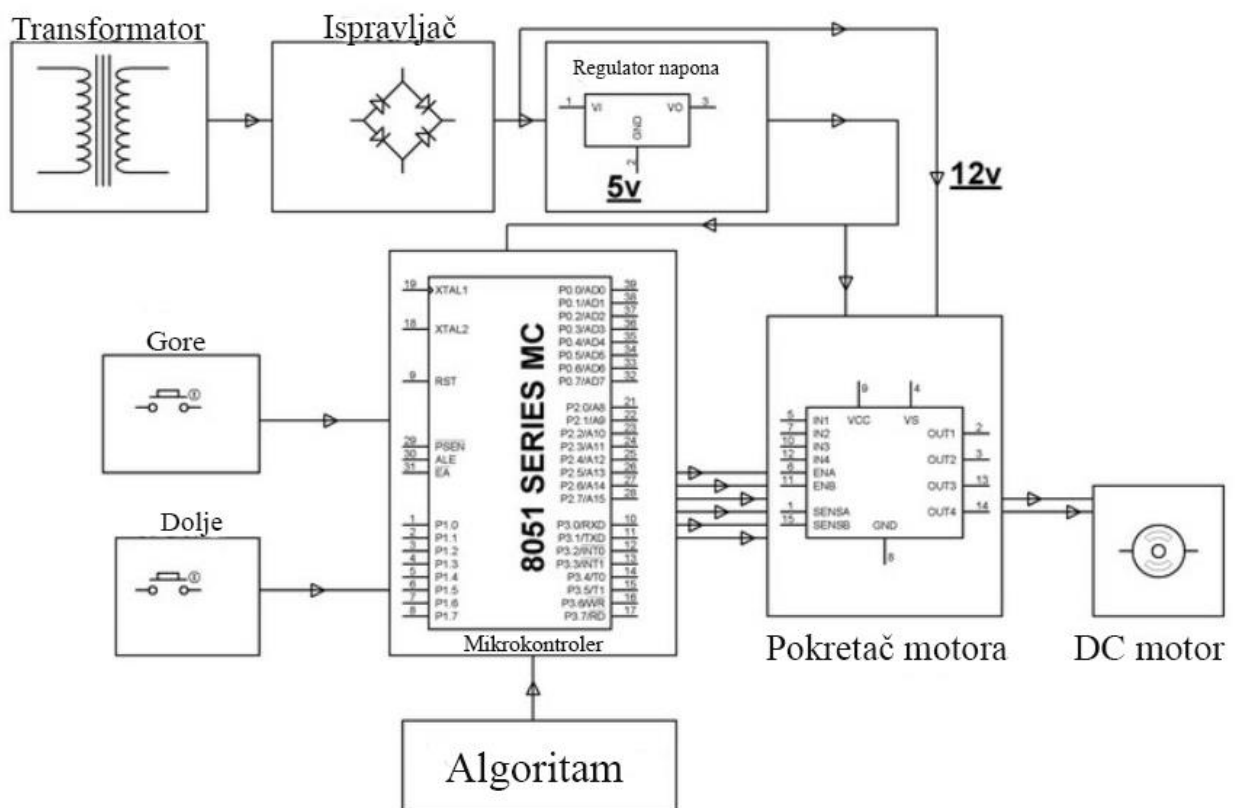 Transformator
Ispravljač
Regulator napona
1
VI
VO
3
GND
2
5v
12v
Gore
Dolje
19
XTAL1
18
XTAL2
9
RST
29
PSEN
30
ALE
31
EA
1
P1.0
2
P1.1
3
P1.2
4
P1.3
5
P1.4
6
P1.5
7
P1.6
8
P1.7
8051 SERIES MC
P0.0/AD0
39
P0.1/AD1
38
P0.2/AD2
37
P0.3/AD3
36
P0.4/AD4
35
P0.5/AD5
34
P0.6/AD6
33
P0.7/AD7
32
P2.0/A8
21
P2.1/A9
22
P2.2/A10
23
P2.3/A11
24
P2.4/A12
25
P2.5/A13
26
P2.6/A14
27
P2.7/A15
28
P3.0/RXD
10
P3.1/TXD
11
P3.2/INT0
12
P3.3/INT1
13
P3.4/T0
14
P3.5/T1
15
P3.6/WR
16
P3.7/RD
17
Mikrokontroler
9
4
VCC
VS
5
IN1
7
IN2
10
IN3
12
IN4
6
ENA
11
ENB
1
SENSA
15
SENSB
GND
8
OUT1
2
OUT2
3
OUT3
13
OUT4
14
Pokretač motora
DC motor
Algoritam